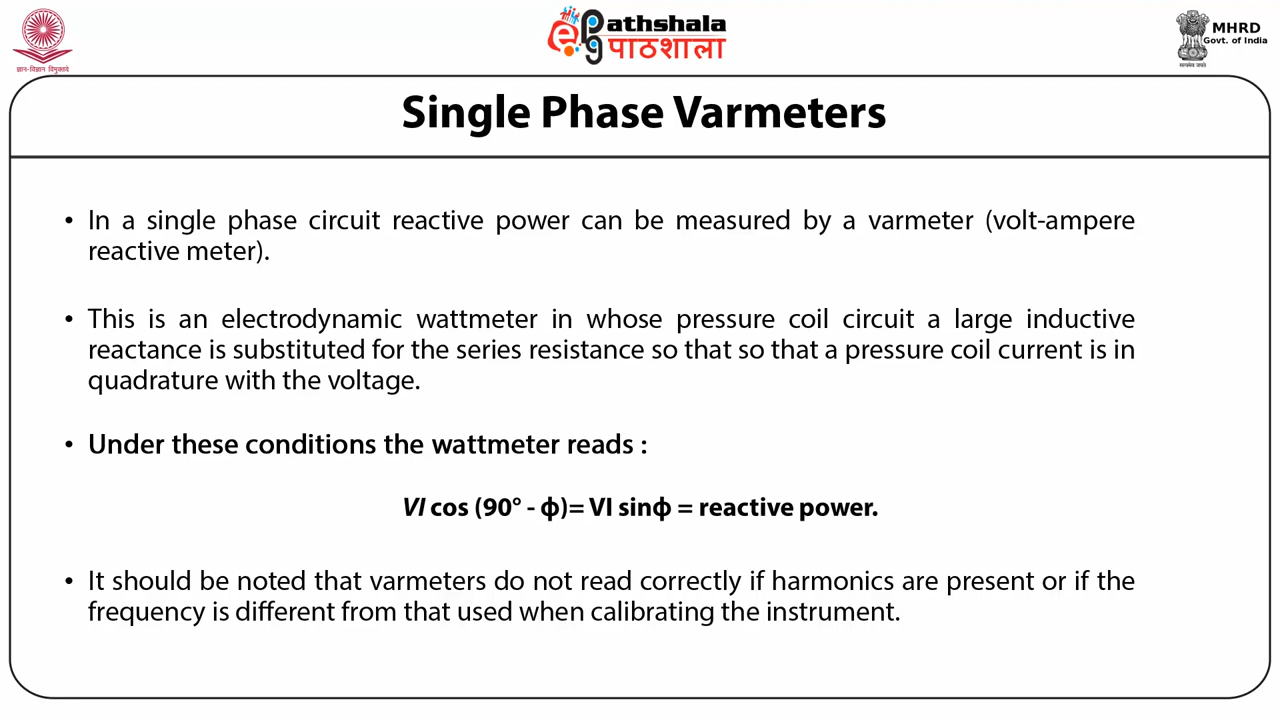 ज्ञान-विज्ञान विमुक्तये
ePathshala
पाठशाला
MHRD
Govt. of India
सत्यमेव जयते
Single Phase Varmeters
• In a single phase circuit reactive power can be measured by a varmeter (volt-ampere
reactive meter).
• This is an electrodynamic wattmeter in whose pressure coil circuit a large inductive
reactance is substituted for the series resistance so that so that a pressure coil current is in
quadrature with the voltage.
• Under these conditions the wattmeter reads :
VI cos (90° - ϕ)= VI sinϕ = reactive power.
• It should be noted that varmeters do not read correctly if harmonics are present or if the
frequency is different from that used when calibrating the instrument.